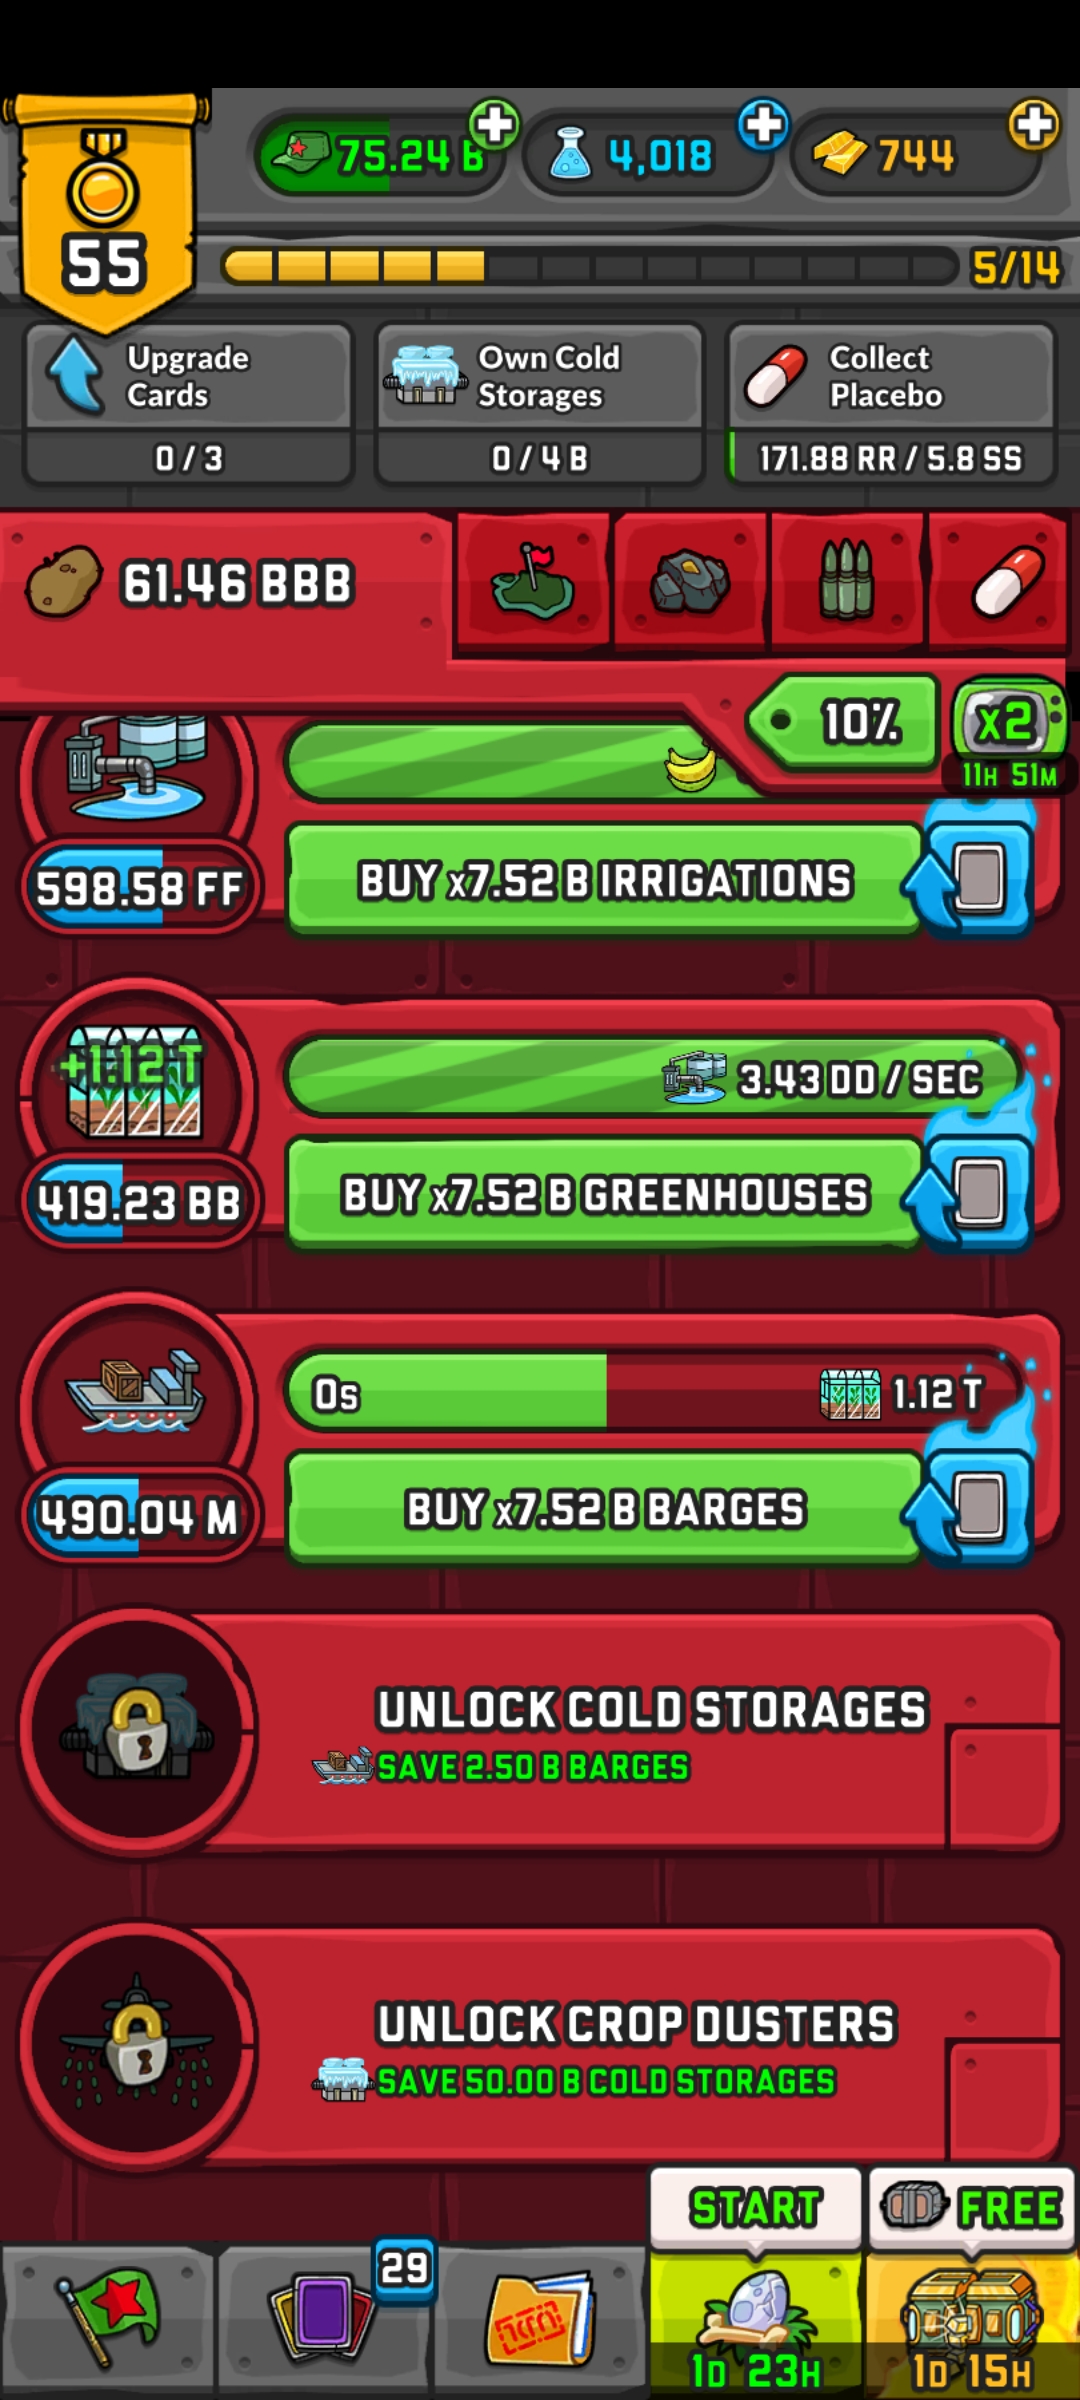 75.24 B
4,018
744
55
5/14
Upgrade
Cards
0 / 3
Own Cold
Storages
0 / 4 B
Collect
Placebo
171.88 RR / 5.8 SS
61.46 BBB
10%
x2
11H 51M
598.58 FF
BUY x7.52 B IRRIGATIONS
+1.12 T
3.43 DD / SEC
419.23 BB
BUY x7.52 B GREENHOUSES
0s
1.12 T
490.04 M
BUY x7.52 B BARGES
UNLOCK COLD STORAGES
SAVE 2.50 B BARGES
UNLOCK CROP DUSTERS
SAVE 50.00 B COLD STORAGES
START
FREE
29
1D 23H
1D 15H